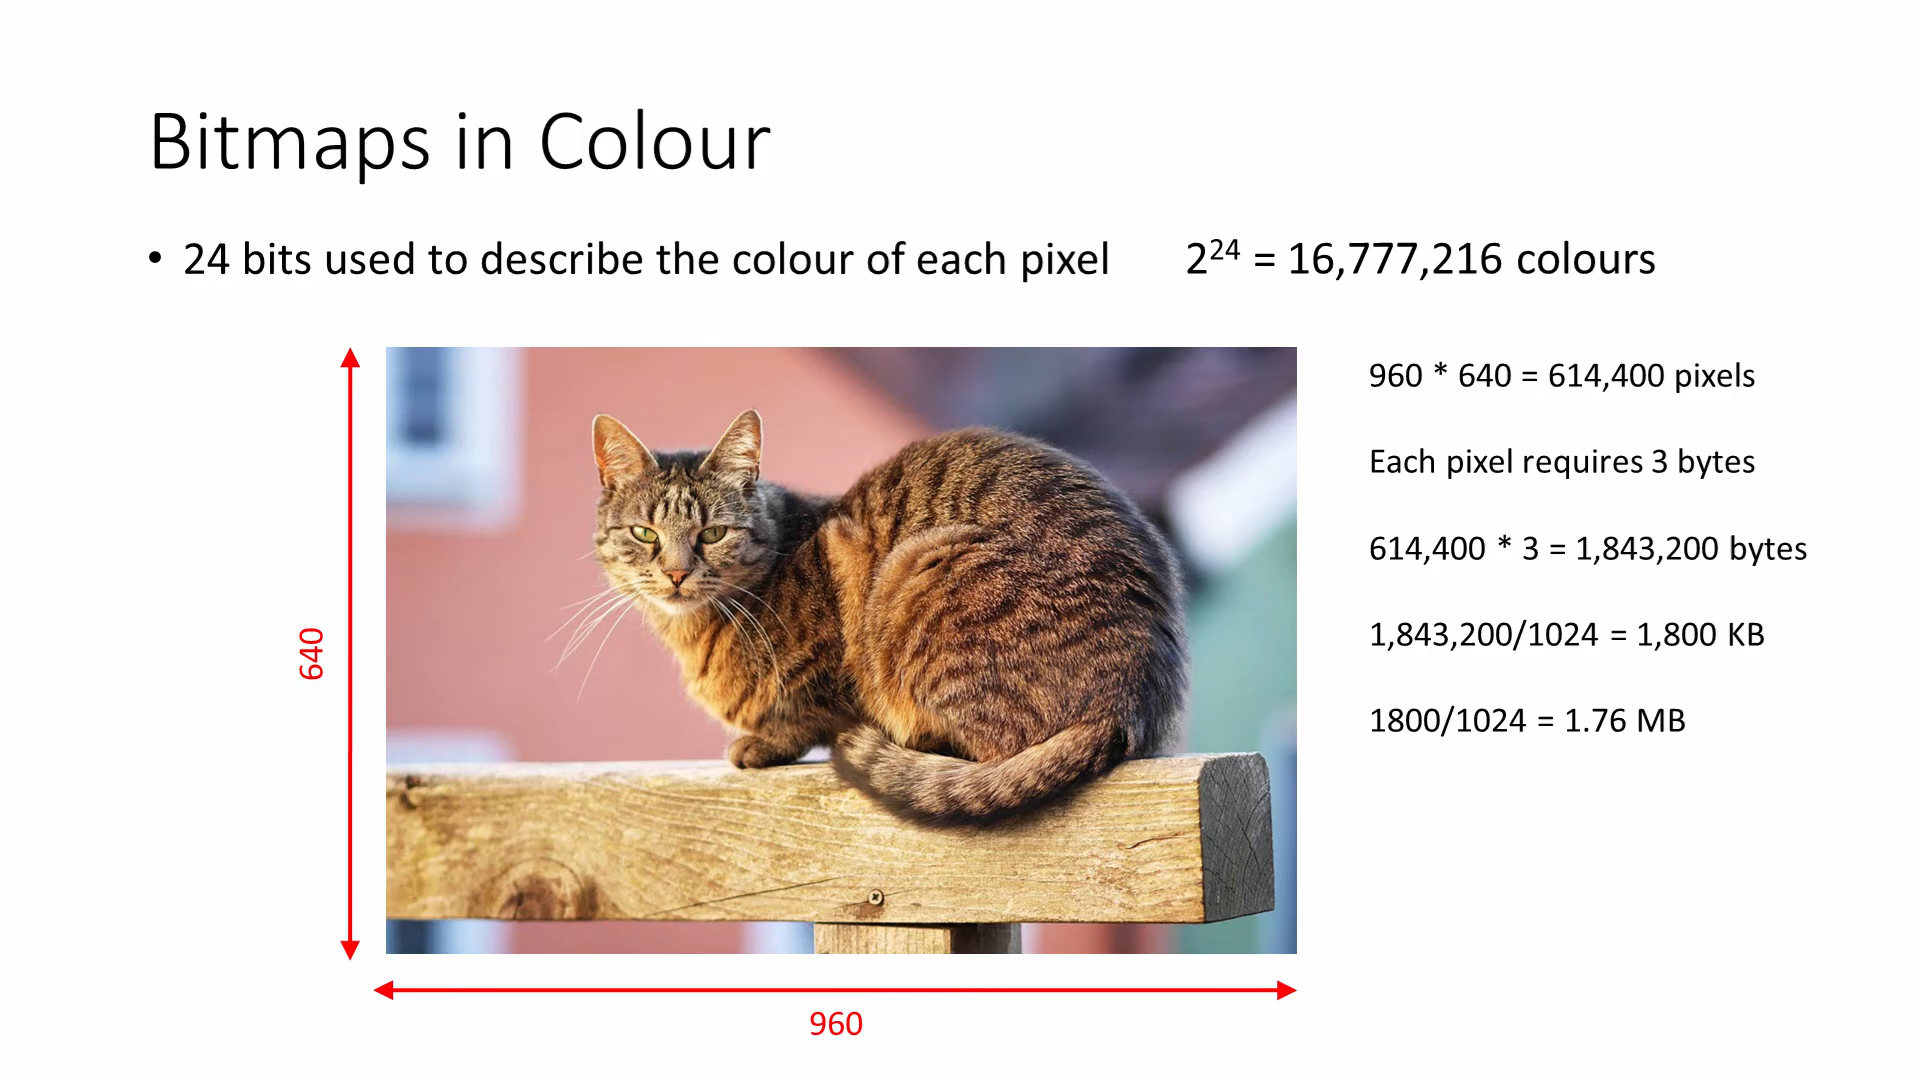 Bitmaps in Colour
• 24 bits used to describe the colour of each pixel 2²⁴ = 16,777,216 colours
960 * 640 = 614,400 pixels
Each pixel requires 3 bytes
614,400 * 3 = 1,843,200 bytes
1,843,200/1024 = 1,800 KB
1800/1024 = 1.76 MB
640
960